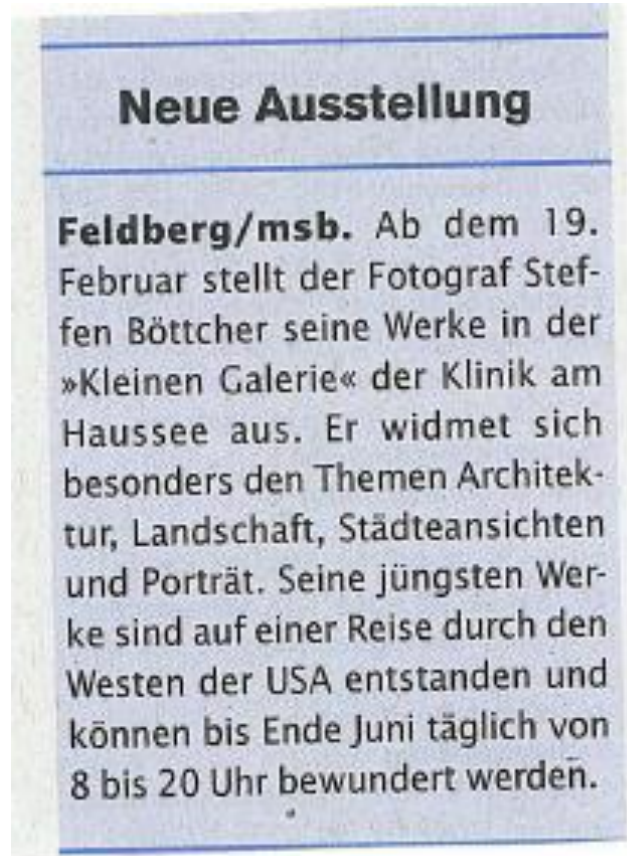 Neue Ausstellung
Feldberg/msb. Ab dem 19.
Februar stellt der Fotograf Stef-
fen Böttcher seine Werke in der
»Kleinen Galerie« der Klinik am
Haussee aus. Er widmet sich
besonders den Themen Architek-
tur, Landschaft, Städteansichten
und Porträt. Seine jüngsten Wer-
ke sind auf einer Reise durch den
Westen der USA entstanden und
können bis Ende Juni täglich von
8 bis 20 Uhr bewundert werden.